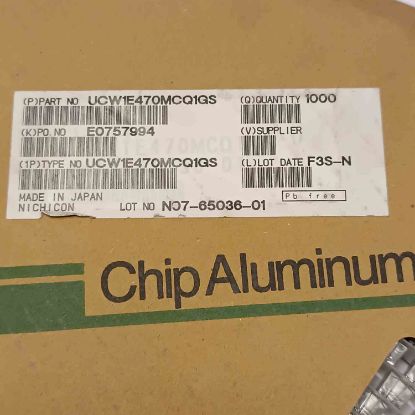 (P)PART NO UCW1E470MCQ1GS (Q)QUANTITY 1000
(K)PO.NO E0757994 (V)SUPPLIER
(1P)TYPE NO UCW1E470MCQ1GS (L)LOT DATE F3S-N
MADE IN JAPAN Pb free
NICHICON LOT NO N07-65036-01
Chip Aluminum